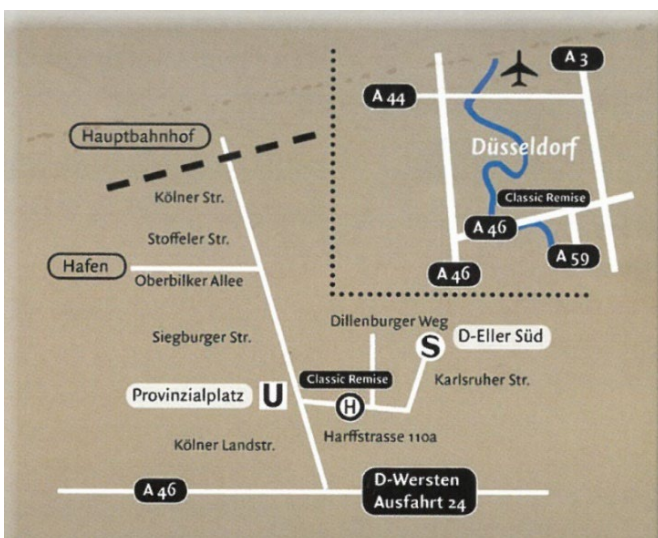 A 3
A 44
Düsseldorf
Classic Remise
A 46
A 59
A 46
Hauptbahnhof
Kölner Str.
Stoffeler Str.
Hafen
Oberbilker Allee
Siegburger Str.
Dillenburger Weg
S
D-Eller Süd
Classic Remise
Karlsruher Str.
Provinzialplatz
U
H
Harffstrasse 110a
Kölner Landstr.
A 46
D-Wersten
Ausfahrt 24